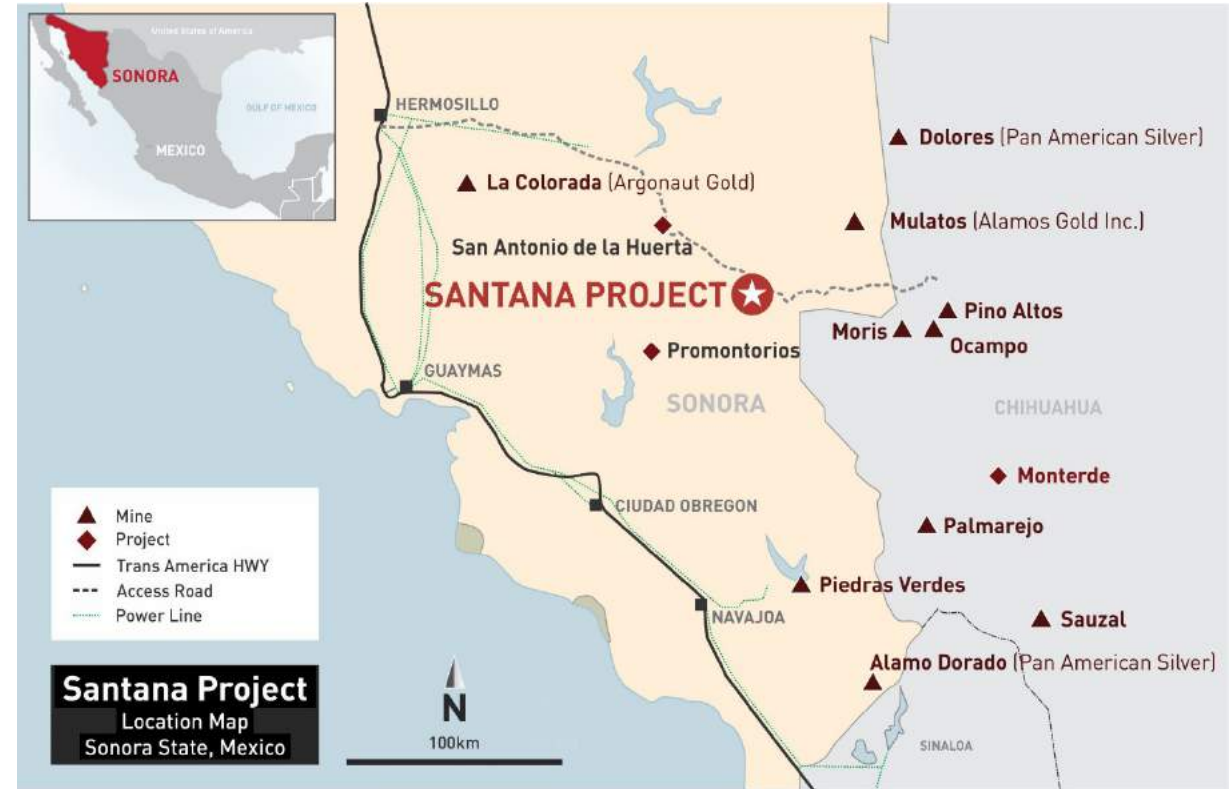 United States of America
SONORA
GULF OF MEXICO
MEXICO
HERMOSILLO
La Colorada (Argonaut Gold)
San Antonio de la Huerta
SANTANA PROJECT
Dolores (Pan American Silver)
Mulatos (Alamos Gold Inc.)
Pino Altos
Moris
Ocampo
Promontorios
GUAYMAS
SONORA
CHIHUAHUA
Monterde
CIUDAD OBREGON
Palmarejo
Piedras Verdes
NAVAJOA
Sauzal
Alamo Dorado (Pan American Silver)
SINALOA
Mine
Project
Trans America HWY
Access Road
Power Line
Santana Project
Location Map
Sonora State, Mexico
N
100km